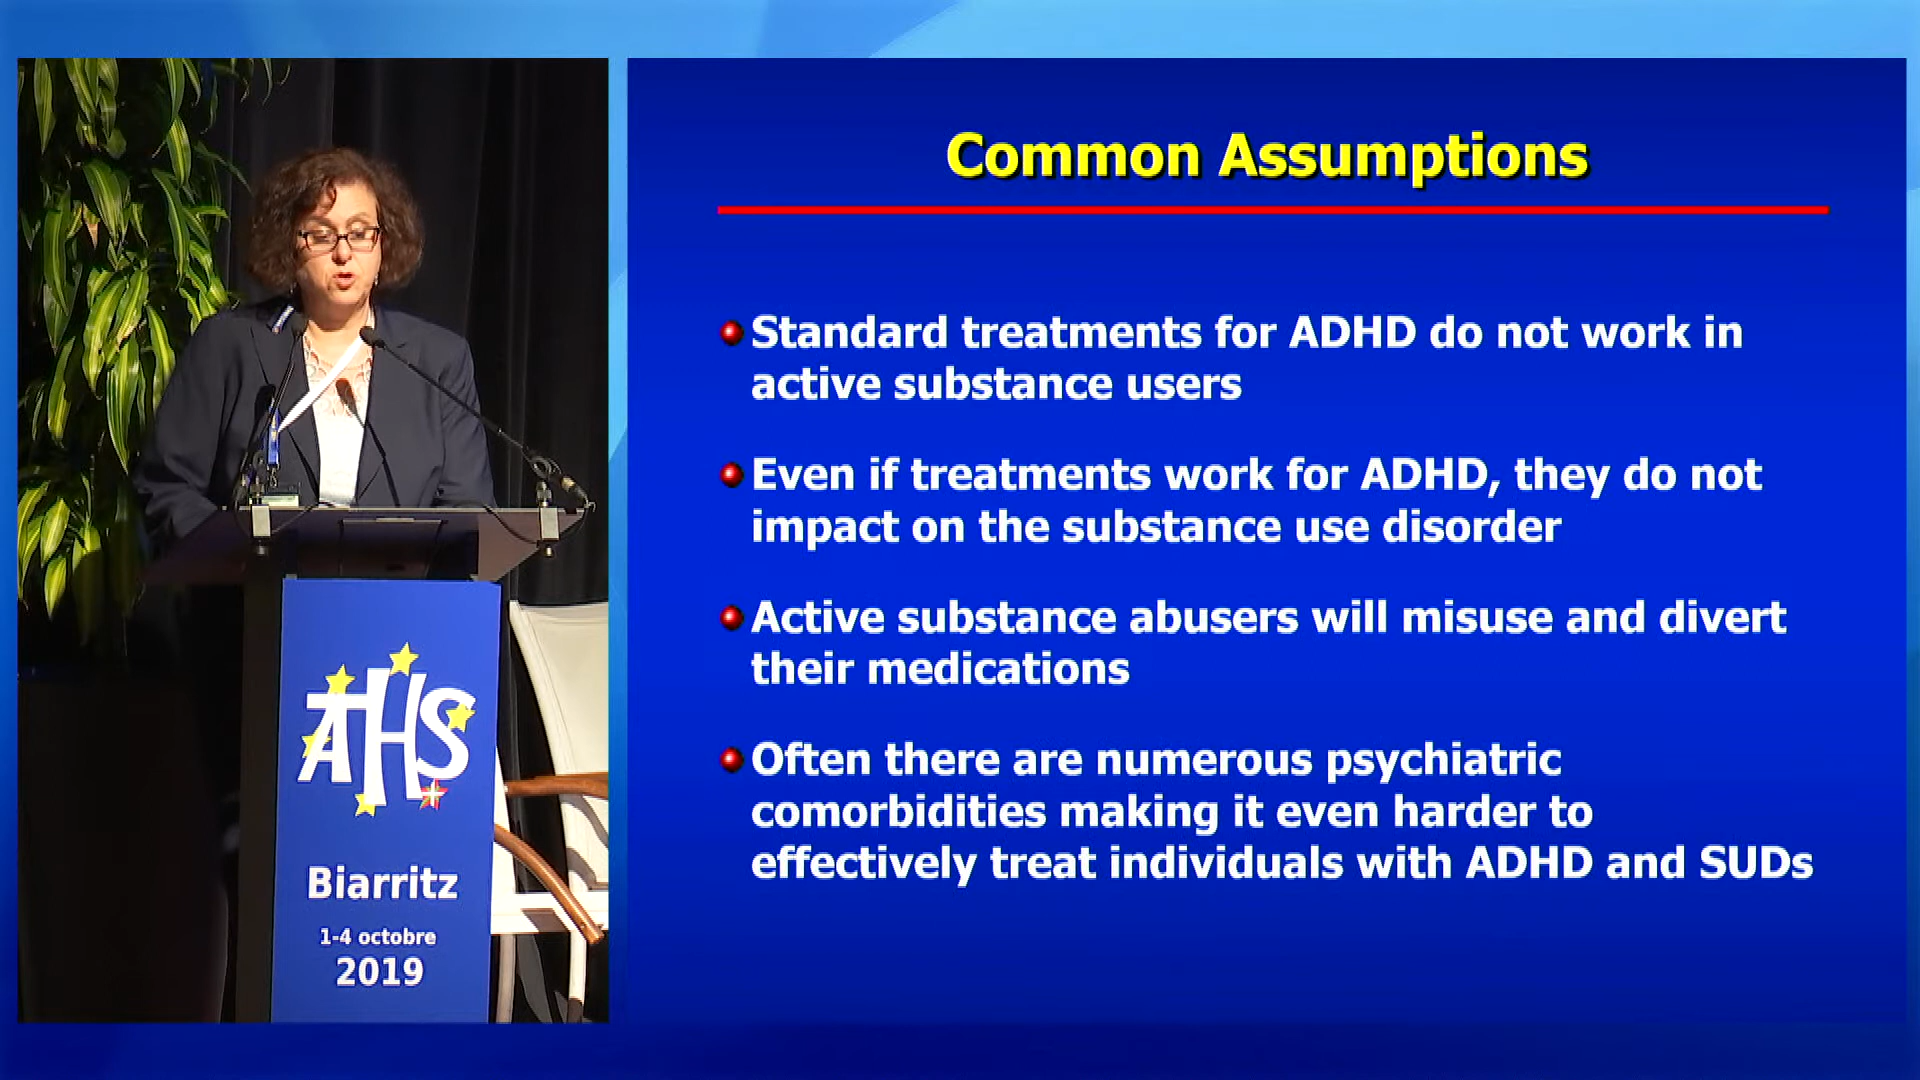 Common Assumptions
Standard treatments for ADHD do not work in
active substance users
Even if treatments work for ADHD, they do not
impact on the substance use disorder
Active substance abusers will misuse and divert
their medications
Often there are numerous psychiatric
comorbidities making it even harder to
effectively treat individuals with ADHD and SUDs
ATHS
Biarritz
1-4 octobre
2019